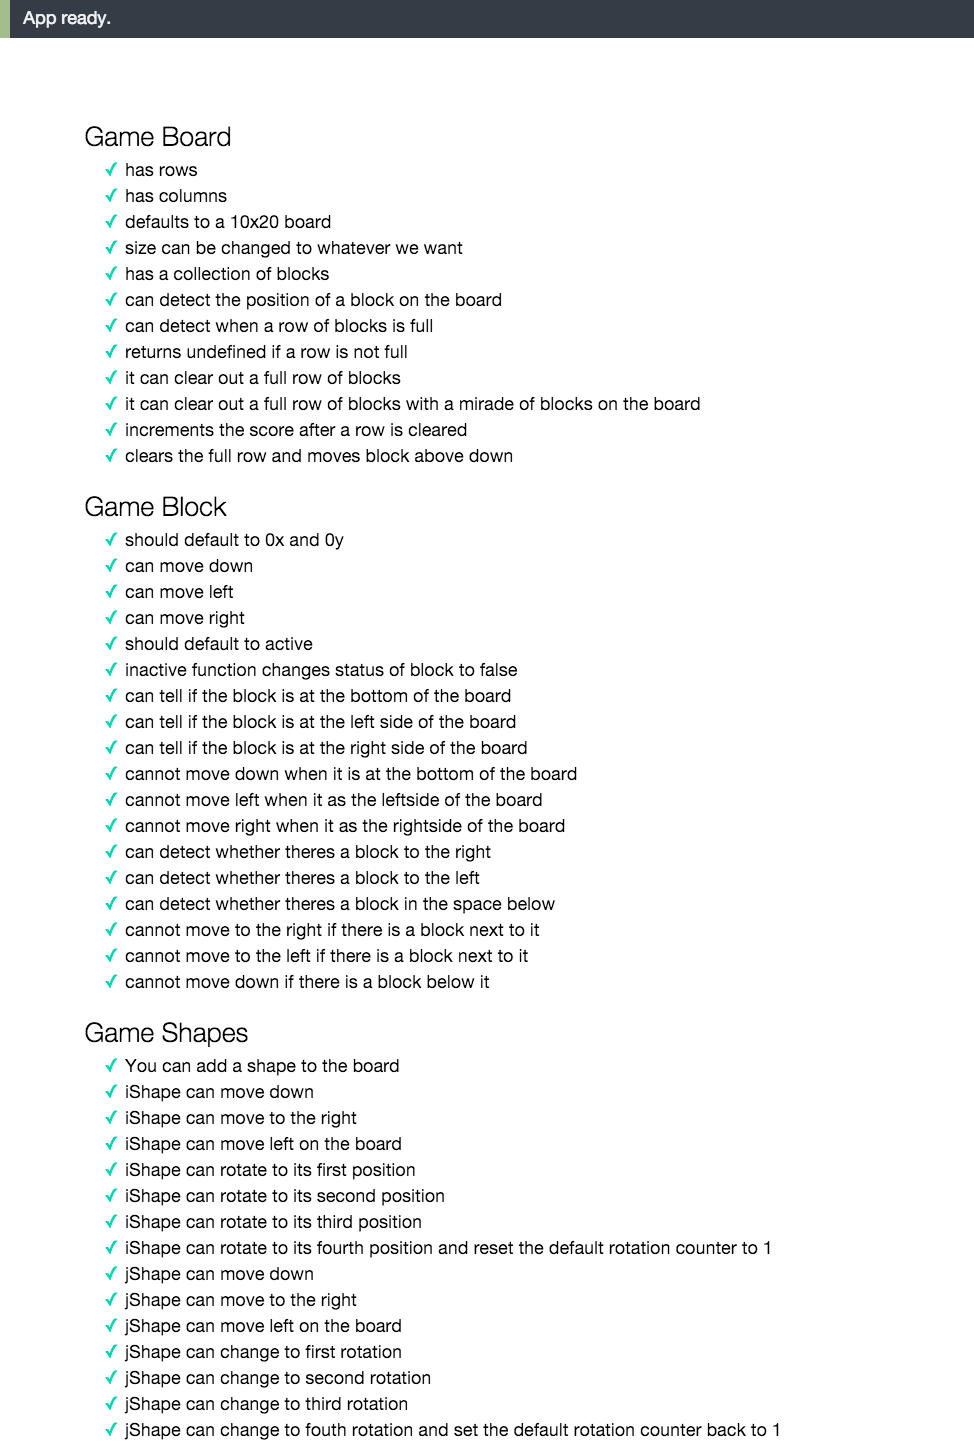 App ready.
Game Board
✓ has rows
✓ has columns
✓ defaults to a 10x20 board
✓ size can be changed to whatever we want
✓ has a collection of blocks
✓ can detect the position of a block on the board
✓ can detect when a row of blocks is full
✓ returns undefined if a row is not full
✓ it can clear out a full row of blocks
✓ it can clear out a full row of blocks with a mirade of blocks on the board
✓ increments the score after a row is cleared
✓ clears the full row and moves block above down
Game Block
✓ should default to 0x and 0y
✓ can move down
✓ can move left
✓ can move right
✓ should default to active
✓ inactive function changes status of block to false
✓ can tell if the block is at the bottom of the board
✓ can tell if the block is at the left side of the board
✓ can tell if the block is at the right side of the board
✓ cannot move down when it is at the bottom of the board
✓ cannot move left when it as the leftside of the board
✓ cannot move right when it as the rightside of the board
✓ can detect whether theres a block to the right
✓ can detect whether theres a block to the left
✓ can detect whether theres a block in the space below
✓ cannot move to the right if there is a block next to it
✓ cannot move to the left if there is a block next to it
✓ cannot move down if there is a block below it
Game Shapes
✓ You can add a shape to the board
✓ iShape can move down
✓ iShape can move to the right
✓ iShape can move left on the board
✓ iShape can rotate to its first position
✓ iShape can rotate to its second position
✓ iShape can rotate to its third position
✓ iShape can rotate to its fourth position and reset the default rotation counter to 1
✓ jShape can move down
✓ jShape can move to the right
✓ jShape can move left on the board
✓ jShape can change to first rotation
✓ jShape can change to second rotation
✓ jShape can change to third rotation
✓ jShape can change to fouth rotation and set the default rotation counter back to 1